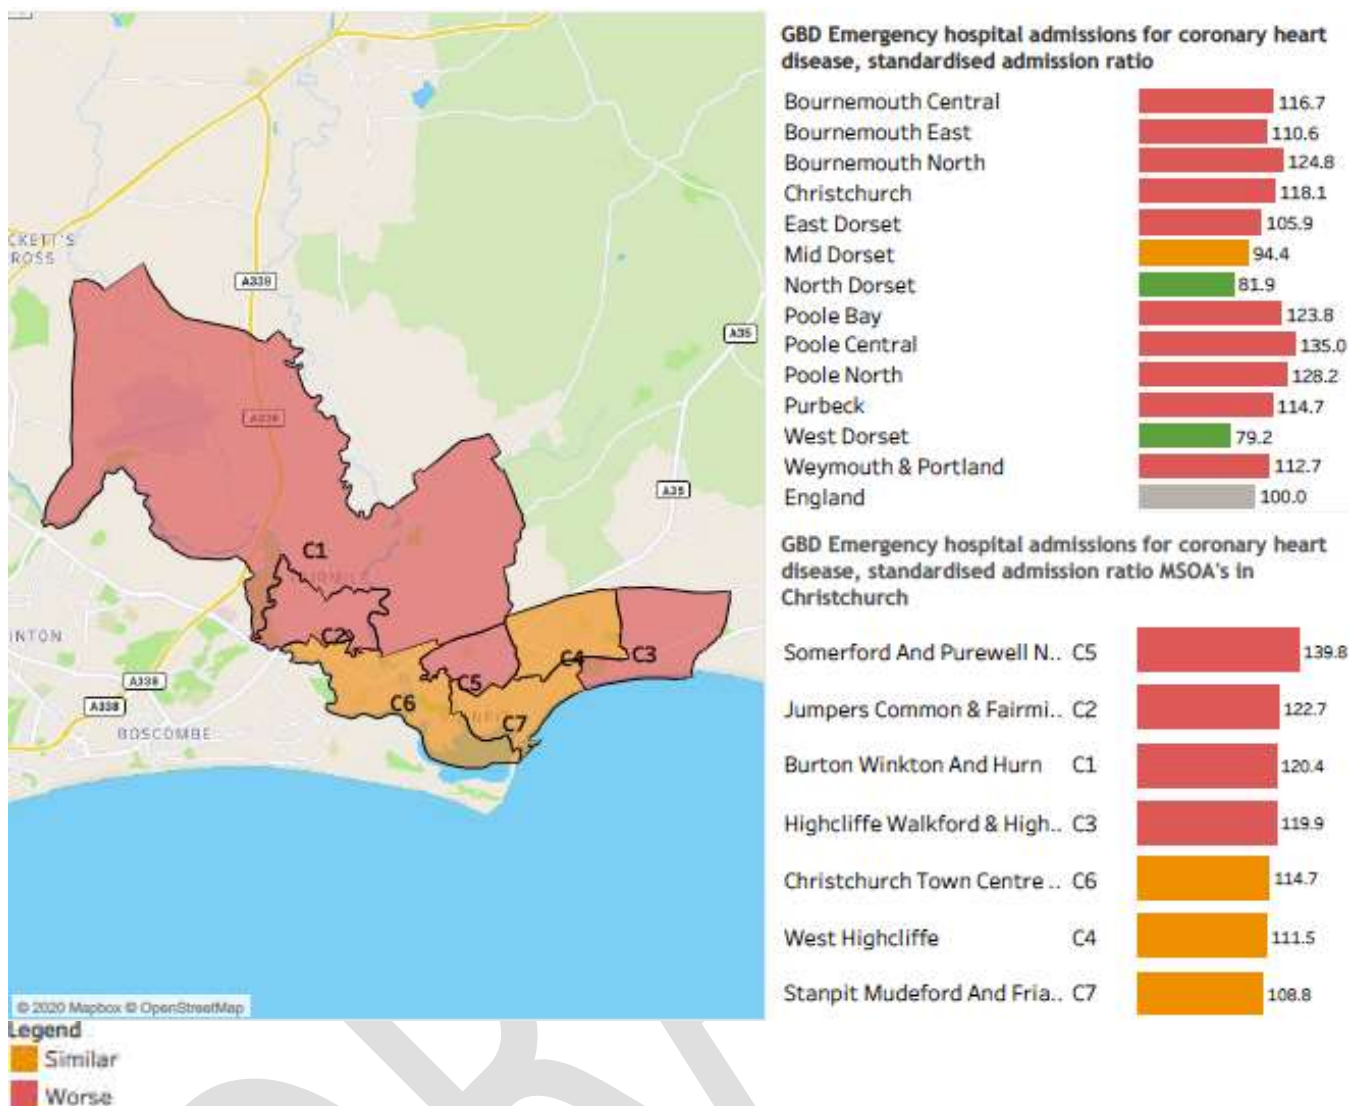 CKETT'S
ROSS
A338
A35
A338
A35
C1
INTON
C2
C3
C4
C5
C6
C7
A338
A338
BOSCOMBE
© 2020 Mapbox © OpenStreetMap
Legend
Similar
Worse
GBD Emergency hospital admissions for coronary heart
disease, standardised admission ratio
Bournemouth Central 116.7
Bournemouth East 110.6
Bournemouth North 124.8
Christchurch 118.1
East Dorset 105.9
Mid Dorset 94.4
North Dorset 81.9
Poole Bay 123.8
Poole Central 135.0
Poole North 128.2
Purbeck 114.7
West Dorset 79.2
Weymouth & Portland 112.7
England 100.0
GBD Emergency hospital admissions for coronary heart
disease, standardised admission ratio MSOA's in
Christchurch
Somerford And Purewell N.. C5 139.8
Jumpers Common & Fairmi.. C2 122.7
Burton Winkton And Hurn C1 120.4
Highcliffe Walkford & High.. C3 119.9
Christchurch Town Centre .. C6 114.7
West Highcliffe C4 111.5
Stanpit Mudeford And Fria.. C7 108.8